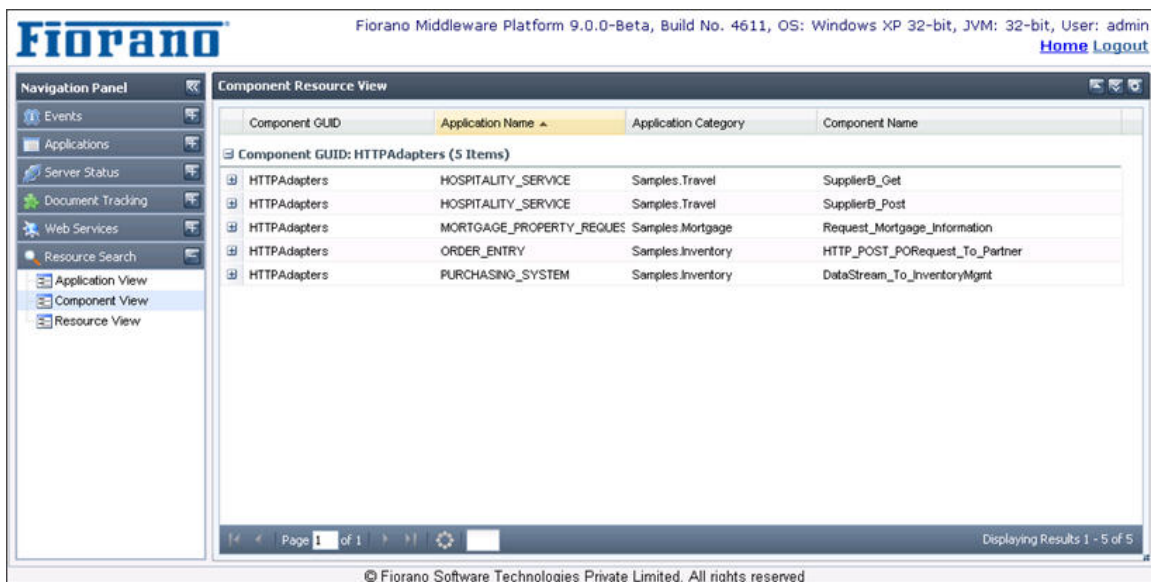 Fiorano
Fiorano Middleware Platform 9.0.0-Beta, Build No. 4611, OS: Windows XP 32-bit, JVM: 32-bit, User: admin
Home Logout
Navigation Panel
Events
Applications
Server Status
Document Tracking
Web Services
Resource Search
Application View
Component View
Resource View
Component Resource View
Component GUID Application Name Application Category Component Name
Component GUID: HTTPAdapters (5 Items)
HTTPAdapters HOSPITALITY_SERVICE Samples.Travel SupplierB_Get
HTTPAdapters HOSPITALITY_SERVICE Samples.Travel SupplierB_Post
HTTPAdapters MORTGAGE_PROPERTY_REQUES Samples.Mortgage Request_Mortgage_Information
HTTPAdapters ORDER_ENTRY Samples.Inventory HTTP_POST_PORequest_To_Partner
HTTPAdapters PURCHASING_SYSTEM Samples.Inventory DataStream_To_InventoryMgmt
Page 1 of 1
Displaying Results 1 - 5 of 5
© Fiorano Software Technologies Private Limited. All rights reserved